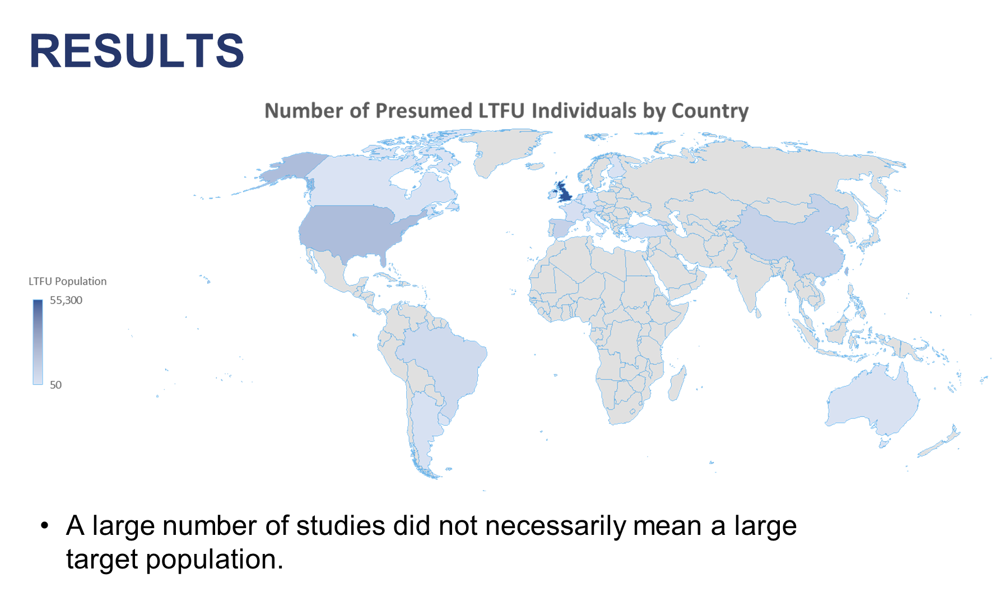 RESULTS
Number of Presumed LTFU Individuals by Country
LTFU Population
55,300
50
• A large number of studies did not necessarily mean a large
target population.